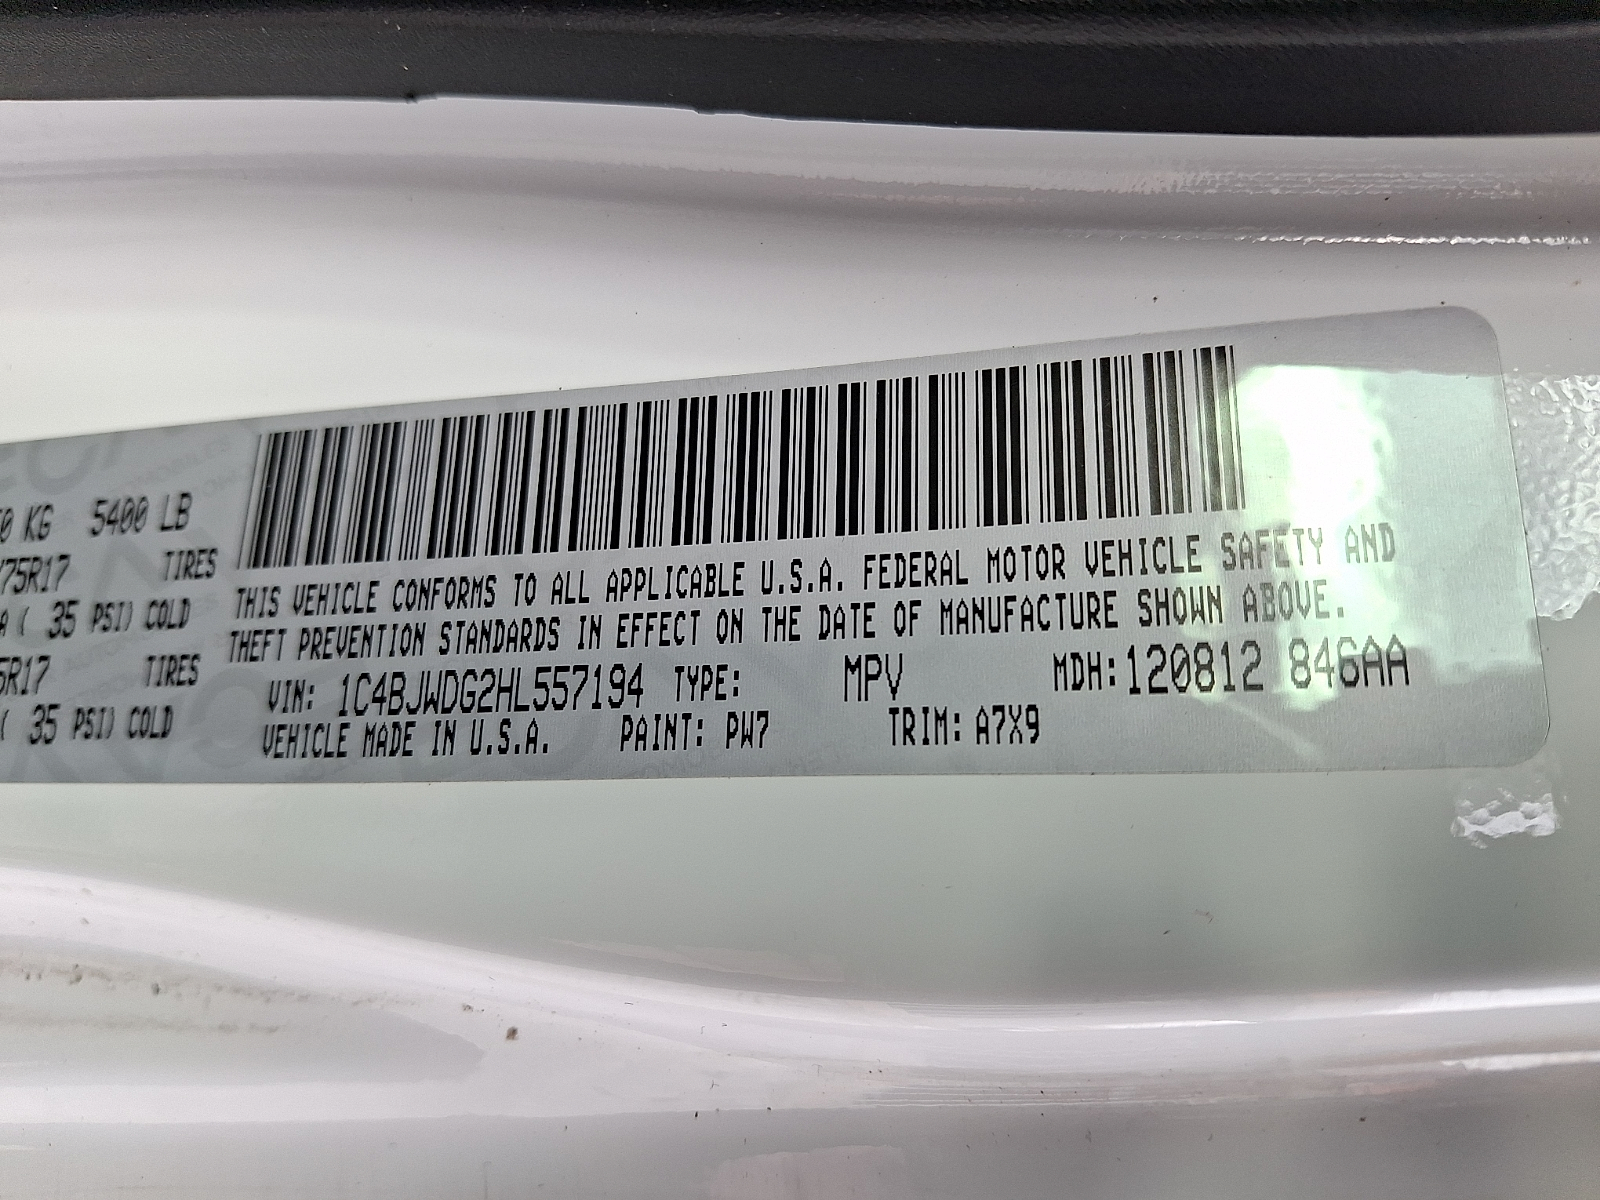 0 KG 5400 LB
75R17 TIRES
A ( 35 PSI) COLD
5R17 TIRES
( 35 PSI) COLD
THIS VEHICLE CONFORMS TO ALL APPLICABLE U.S.A. FEDERAL MOTOR VEHICLE SAFETY AND
THEFT PREVENTION STANDARDS IN EFFECT ON THE DATE OF MANUFACTURE SHOWN ABOVE.
VIN: 1C4BJWDG2HL557194 TYPE: MPV MDH: 120812 846AA
VEHICLE MADE IN U.S.A. PAINT: PW7 TRIM: A7X9